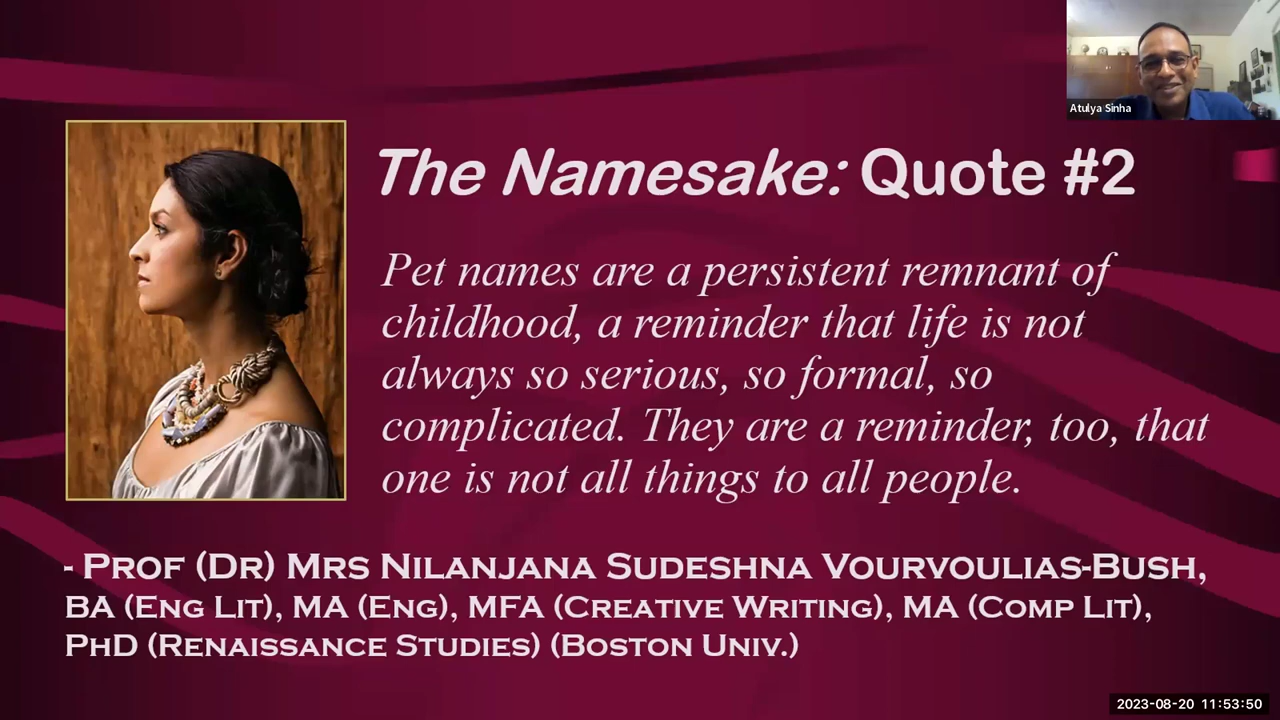 Atulya Sinha
The Namesake: Quote #2
Pet names are a persistent remnant of
childhood, a reminder that life is not
always so serious, so formal, so
complicated. They are a reminder, too, that
one is not all things to all people.
- Prof (Dr) Mrs Nilanjana Sudeshna Vourvoulias-Bush,
BA (Eng Lit), MA (Eng), MFA (Creative Writing), MA (Comp Lit),
PhD (Renaissance Studies) (Boston Univ.)
2023-08-20 11:53:50